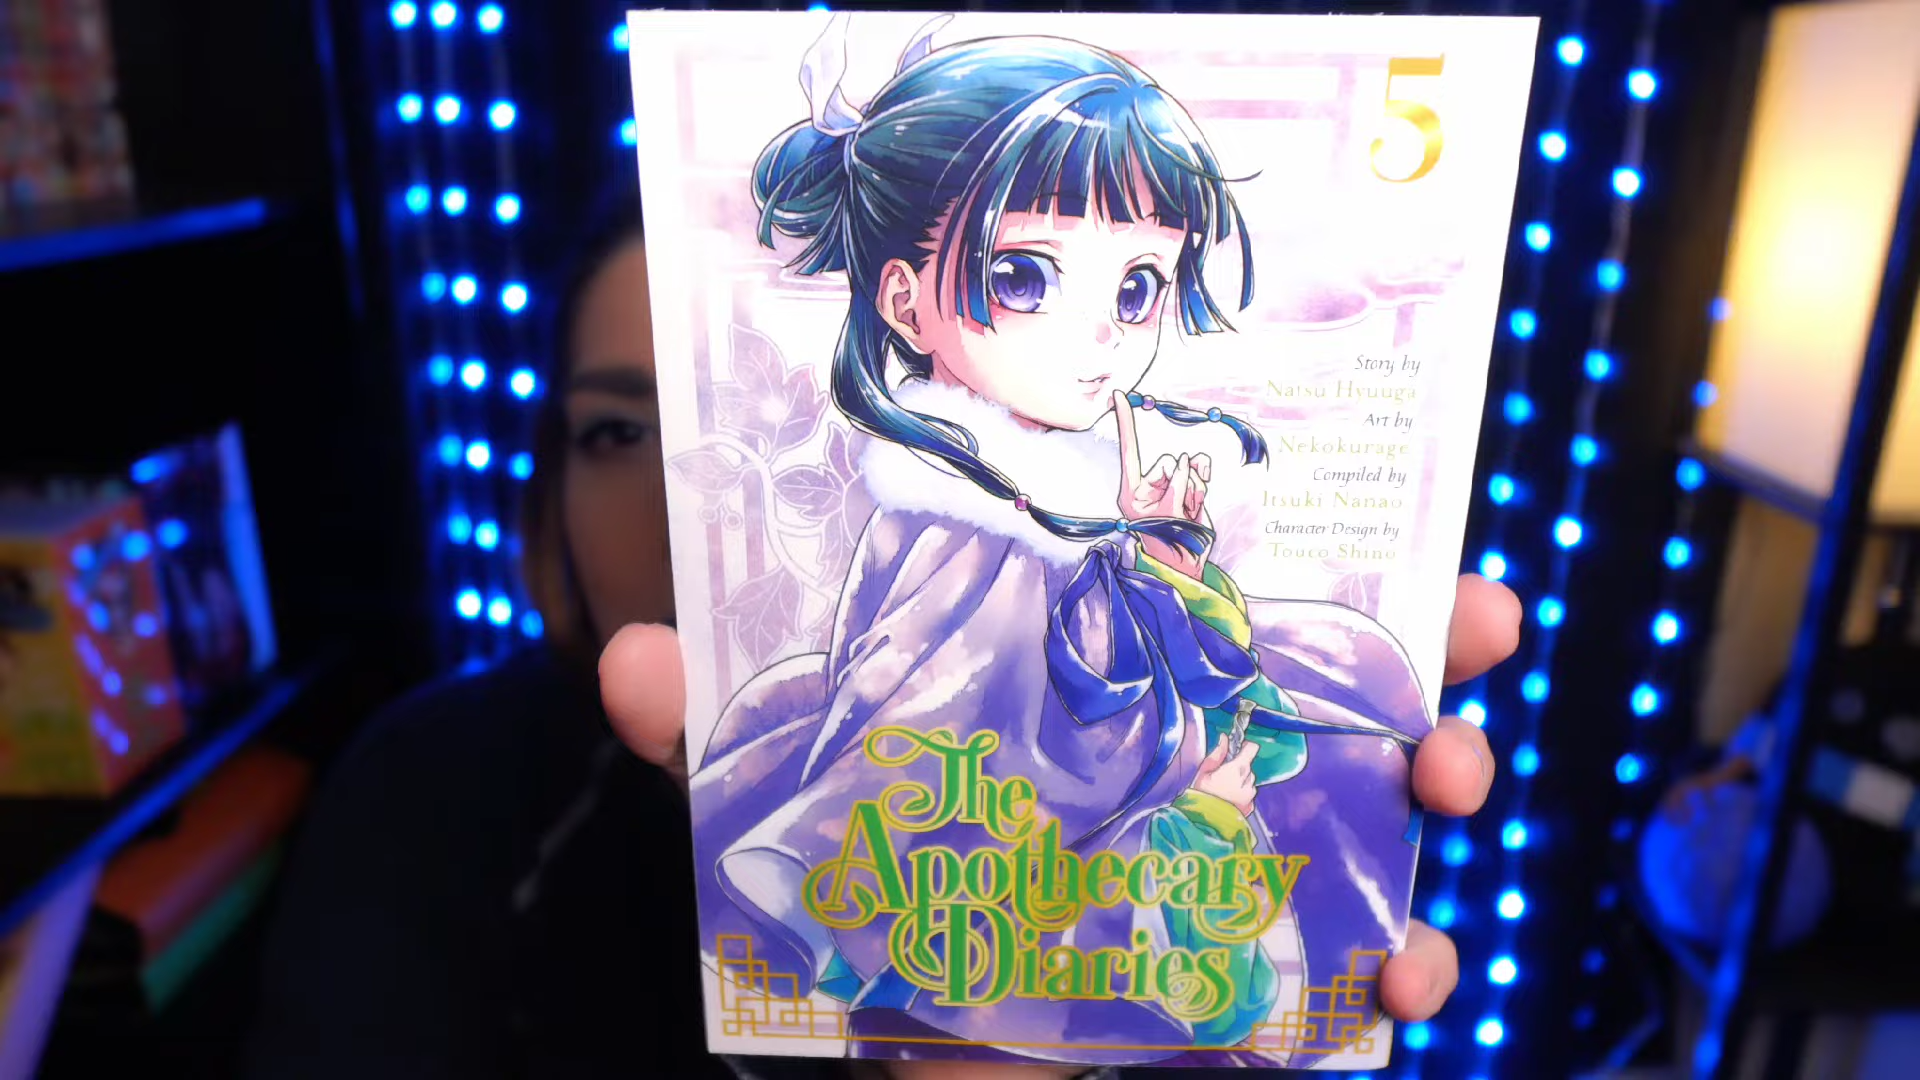 5
Story by
Natsu Hyuuga
Art by
Nekokurage
Compiled by
Itsuki Nanao
Character Design by
Touco Shino
The
Apothecary
Diaries